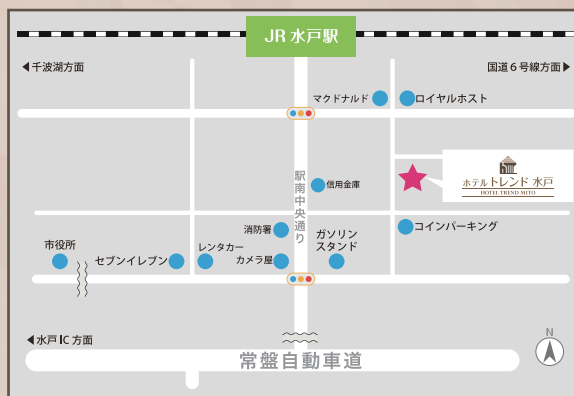 JR 水戸駅
千波湖方面
国道6号線方面
マクドナルド
ロイヤルホスト
ホテルトレンド 水戸
HOTEL TREND MITO
信用金庫
駅南中央通り
消防署
ガソリン
スタンド
コインパーキング
市役所
セブンイレブン
レンタカー
カメラ屋
水戸IC方面
常盤自動車道
N